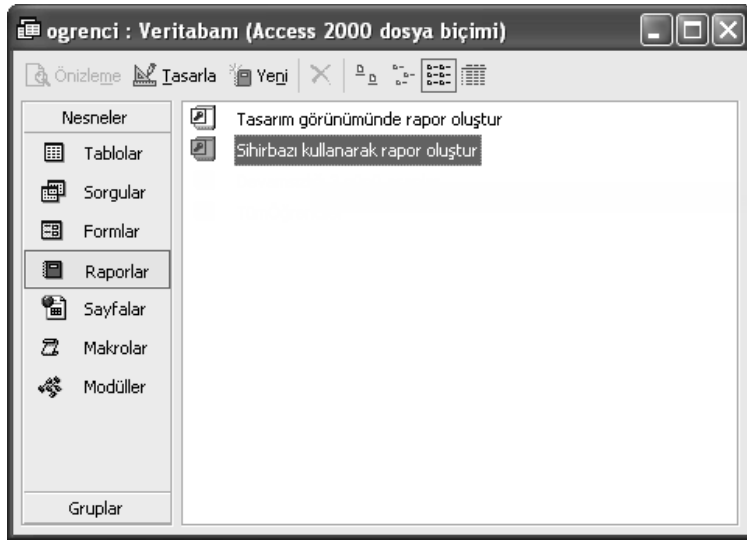 ogrenci : Veritabanı (Access 2000 dosya biçimi)
Önizleme Tasarla Yeni
Nesneler
Tablolar
Sorgular
Formlar
Raporlar
Sayfalar
Makrolar
Modüller
Gruplar
Tasarım görünümünde rapor oluştur
Sihirbazı kullanarak rapor oluştur